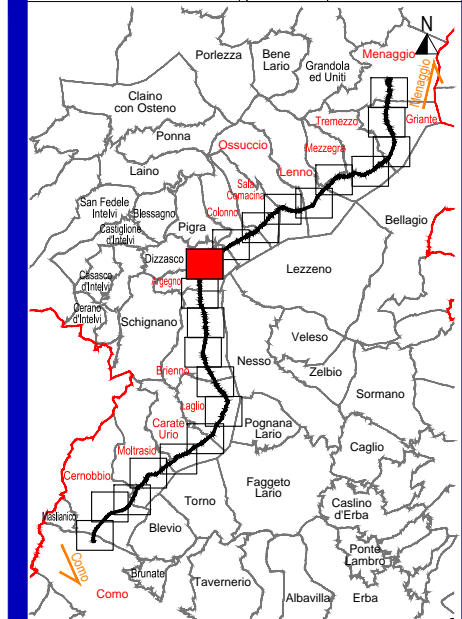 N
Menaggio
Menaggio
Porlezza
Bene
Lario
Grandola
ed Uniti
Claino
con Osteno
Tremezzo
Griante
Ponna
Ossuccio
Mezzegra
Laino
Lenno
Sala
Comacina
San Fedele
Intelvi
Blessagno
Colonno
Castiglione
d'Intelvi
Pigra
Bellagio
Dizzasco
Lezzeno
Casasco
d'Intelvi
Argegno
Cerano
d'Intelvi
Schignano
Veleso
Nesso
Zelbio
Brienno
Sormano
Laglio
Carate
Urio
Pognana
Lario
Caglio
Moltrasio
Cernobbio
Faggeto
Lario
Torno
Caslino
d'Erba
Maslianico
Blevio
Ponte
Lambro
Como
Brunate
Tavernerio
Como
Albavilla
Erba